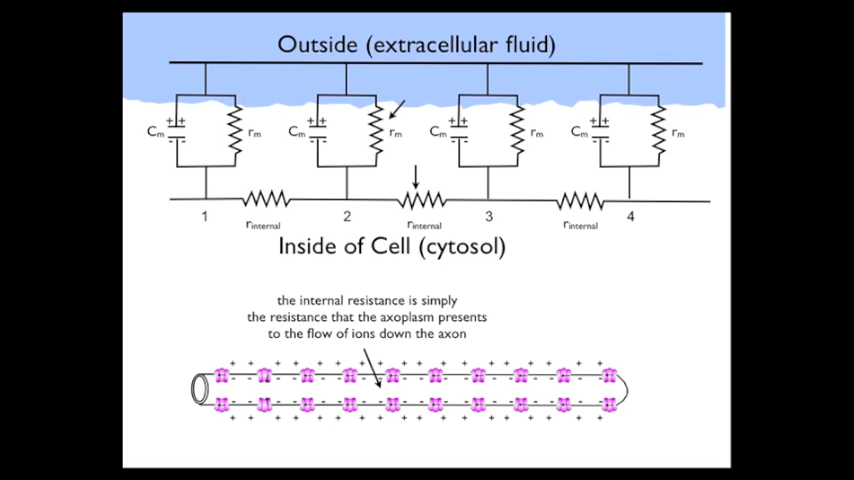 Outside (extracellular fluid)
++ ++ ++ ++
Cm rm Cm rm Cm rm Cm rm
-- -- -- --
1 2 3 4
rinternal rinternal rinternal
Inside of Cell (cytosol)
the internal resistance is simply
the resistance that the axoplasm presents
to the flow of ions down the axon